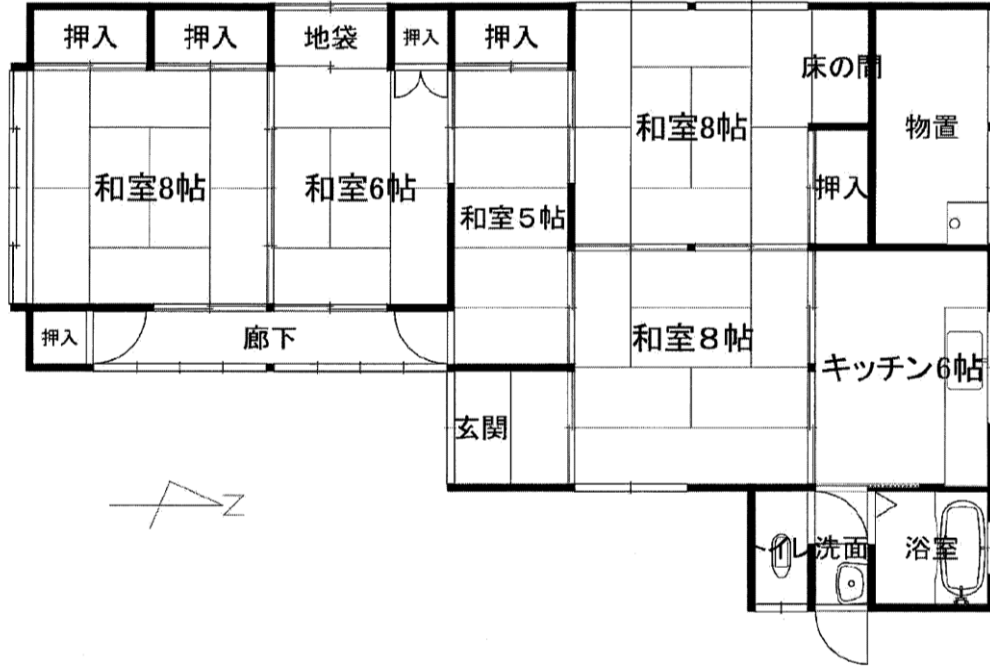 押入
押入
地袋
押入
押入
床の間
和室8帖
物置
和室8帖
和室6帖
押入
和室5帖
押入
廊下
和室8帖
キッチン6帖
玄関
N
トイレ
洗面
浴室